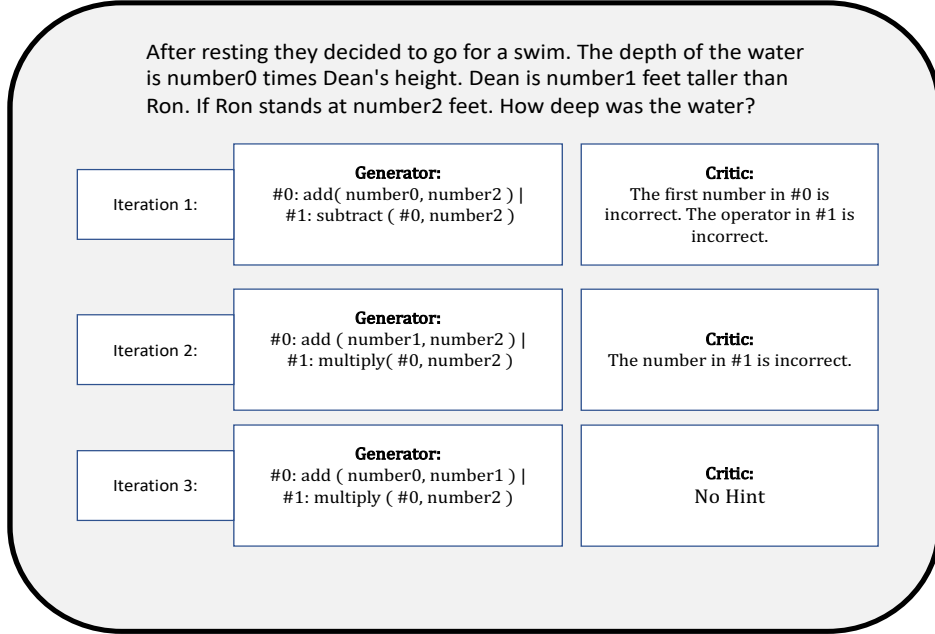 After resting they decided to go for a swim. The depth of the water
is number0 times Dean's height. Dean is number1 feet taller than
Ron. If Ron stands at number2 feet. How deep was the water?
Iteration 1:
Generator:
#0: add( number0, number2 ) |
#1: subtract ( #0, number2 )
Critic:
The first number in #0 is
incorrect. The operator in #1 is
incorrect.
Iteration 2:
Generator:
#0: add ( number1, number2 ) |
#1: multiply( #0, number2 )
Critic:
The number in #1 is incorrect.
Iteration 3:
Generator:
#0: add ( number0, number1 ) |
#1: multiply ( #0, number2 )
Critic:
No Hint